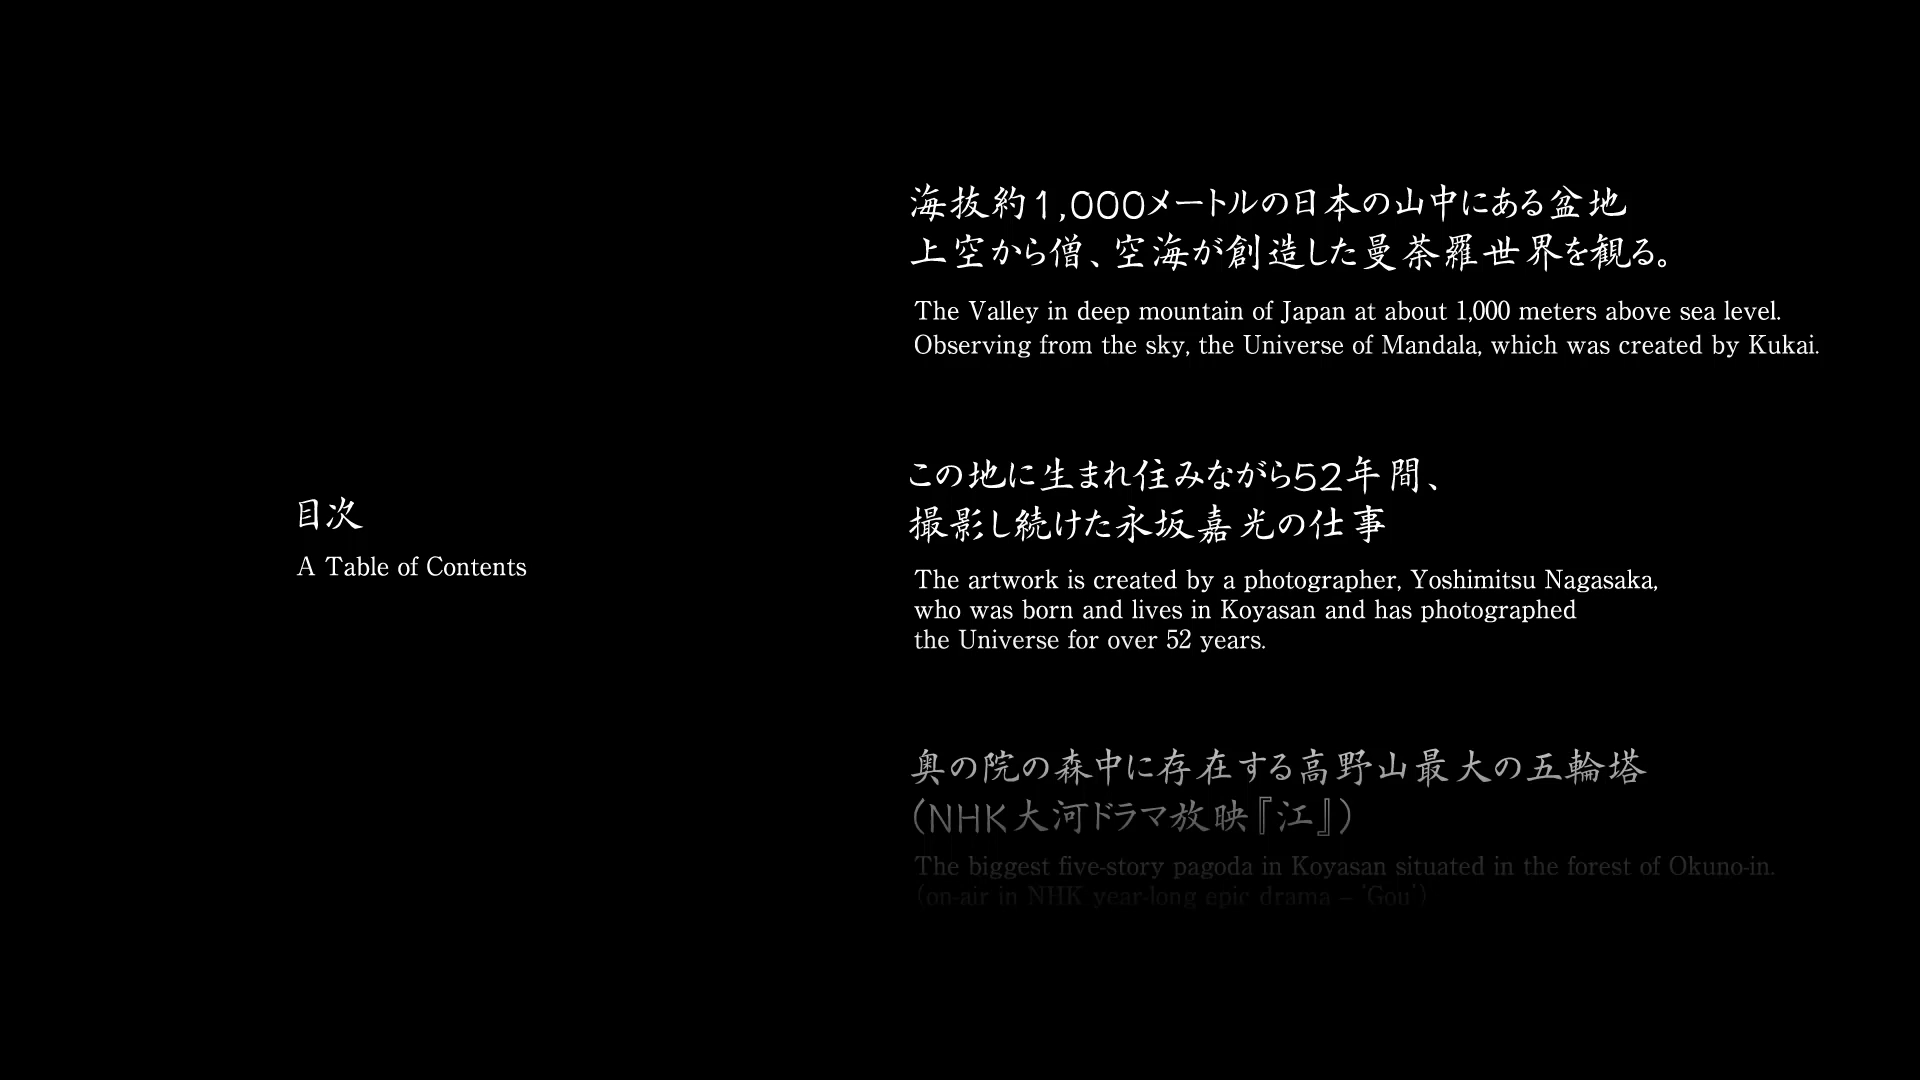 目次
A Table of Contents
海抜約1,000メートルの日本の山中にある盆地
上空から僧、空海が創造した曼荼羅世界を観る。
The Valley in deep mountain of Japan at about 1,000 meters above sea level.
Observing from the sky, the Universe of Mandala, which was created by Kukai.
この地に生まれ住みながら52年間、
撮影し続けた永坂嘉光の仕事
The artwork is created by a photographer, Yoshimitsu Nagasaka,
who was born and lives in Koyasan and has photographed
the Universe for over 52 years.
奥の院の森中に存在する高野山最大の五輪塔
(NHK大河ドラマ放映『江』)
The biggest five-story pagoda in Koyasan situated in the forest of Okuno-in.
(on-air in NHK year-long epic drama – 'Gou')